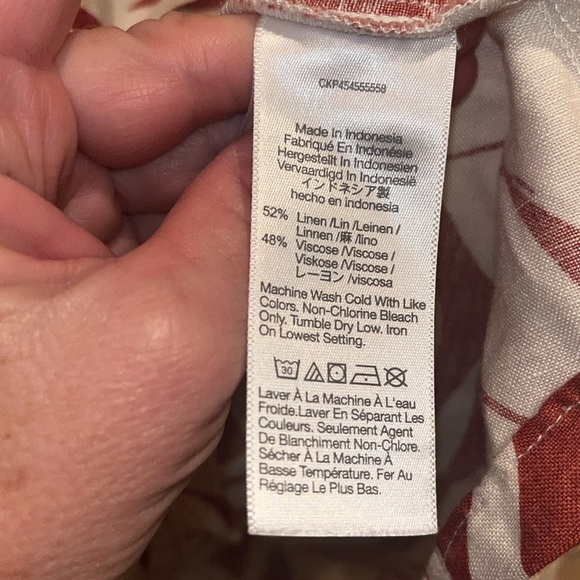 CKP454555558
Made In Indonesia
Fabriqué En Indonésie
Hergestellt In Indonesien
Vervaardigd In Indonesië
インドネシア製
hecho en indonesia
52% Linen /Lin /Leinen /
Linnen /麻 /lino
48% Viscose /Viscose /
Viskose /Viscose /
レーヨン /viscosa
Machine Wash Cold With Like
Colors. Non-Chlorine Bleach
Only. Tumble Dry Low. Iron
On Lowest Setting.
30
Laver À La Machine À L'eau
Froide.Laver En Séparant Les
Couleurs. Seulement Agent
De Blanchiment Non-Chlore.
Sécher À La Machine À
Basse Température. Fer Au
Réglage Le Plus Bas.